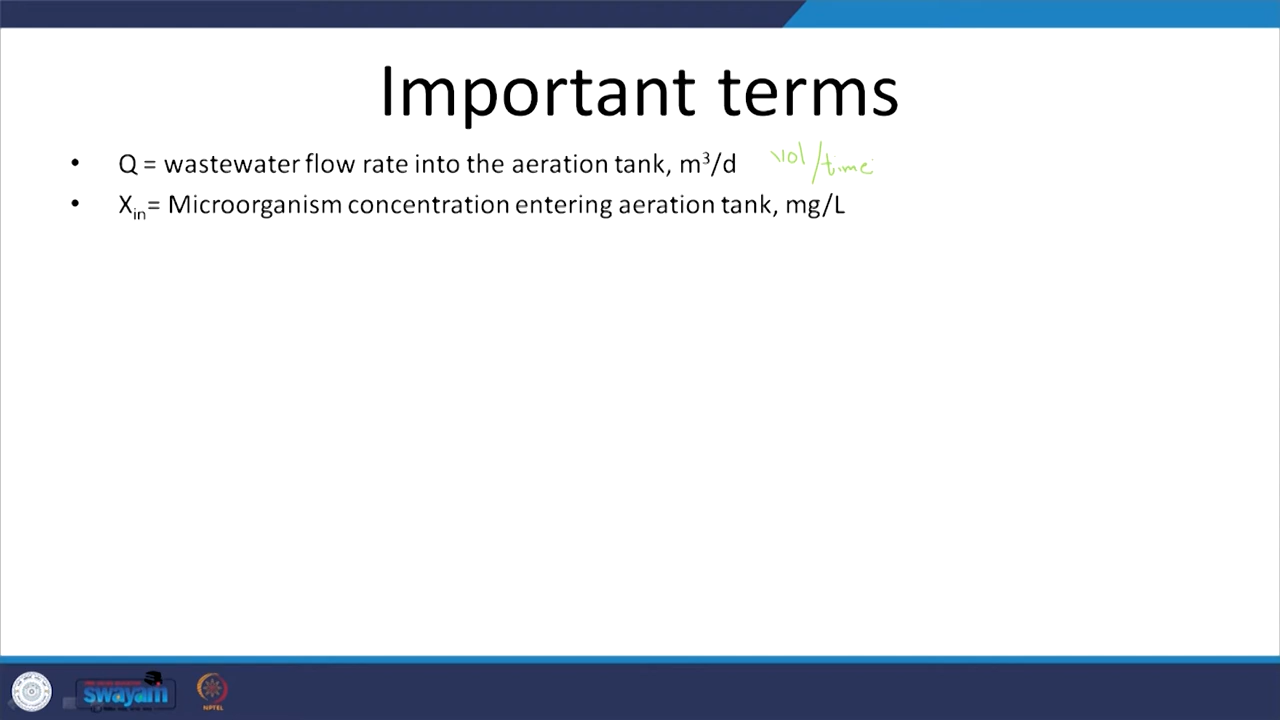 Important terms
• Q = wastewater flow rate into the aeration tank, m³/d vol/time
• Xin= Microorganism concentration entering aeration tank, mg/L
swayam
NPTEL